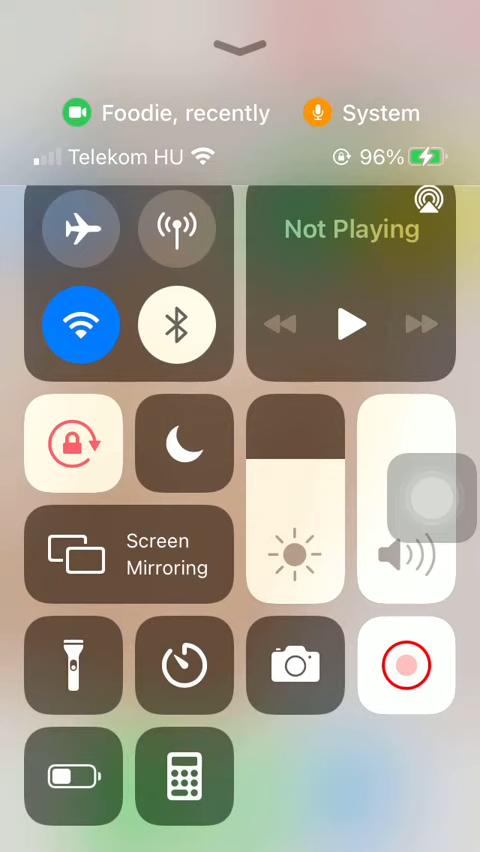 Foodie, recently System
Telekom HU 96%
Not Playing
Screen
Mirroring